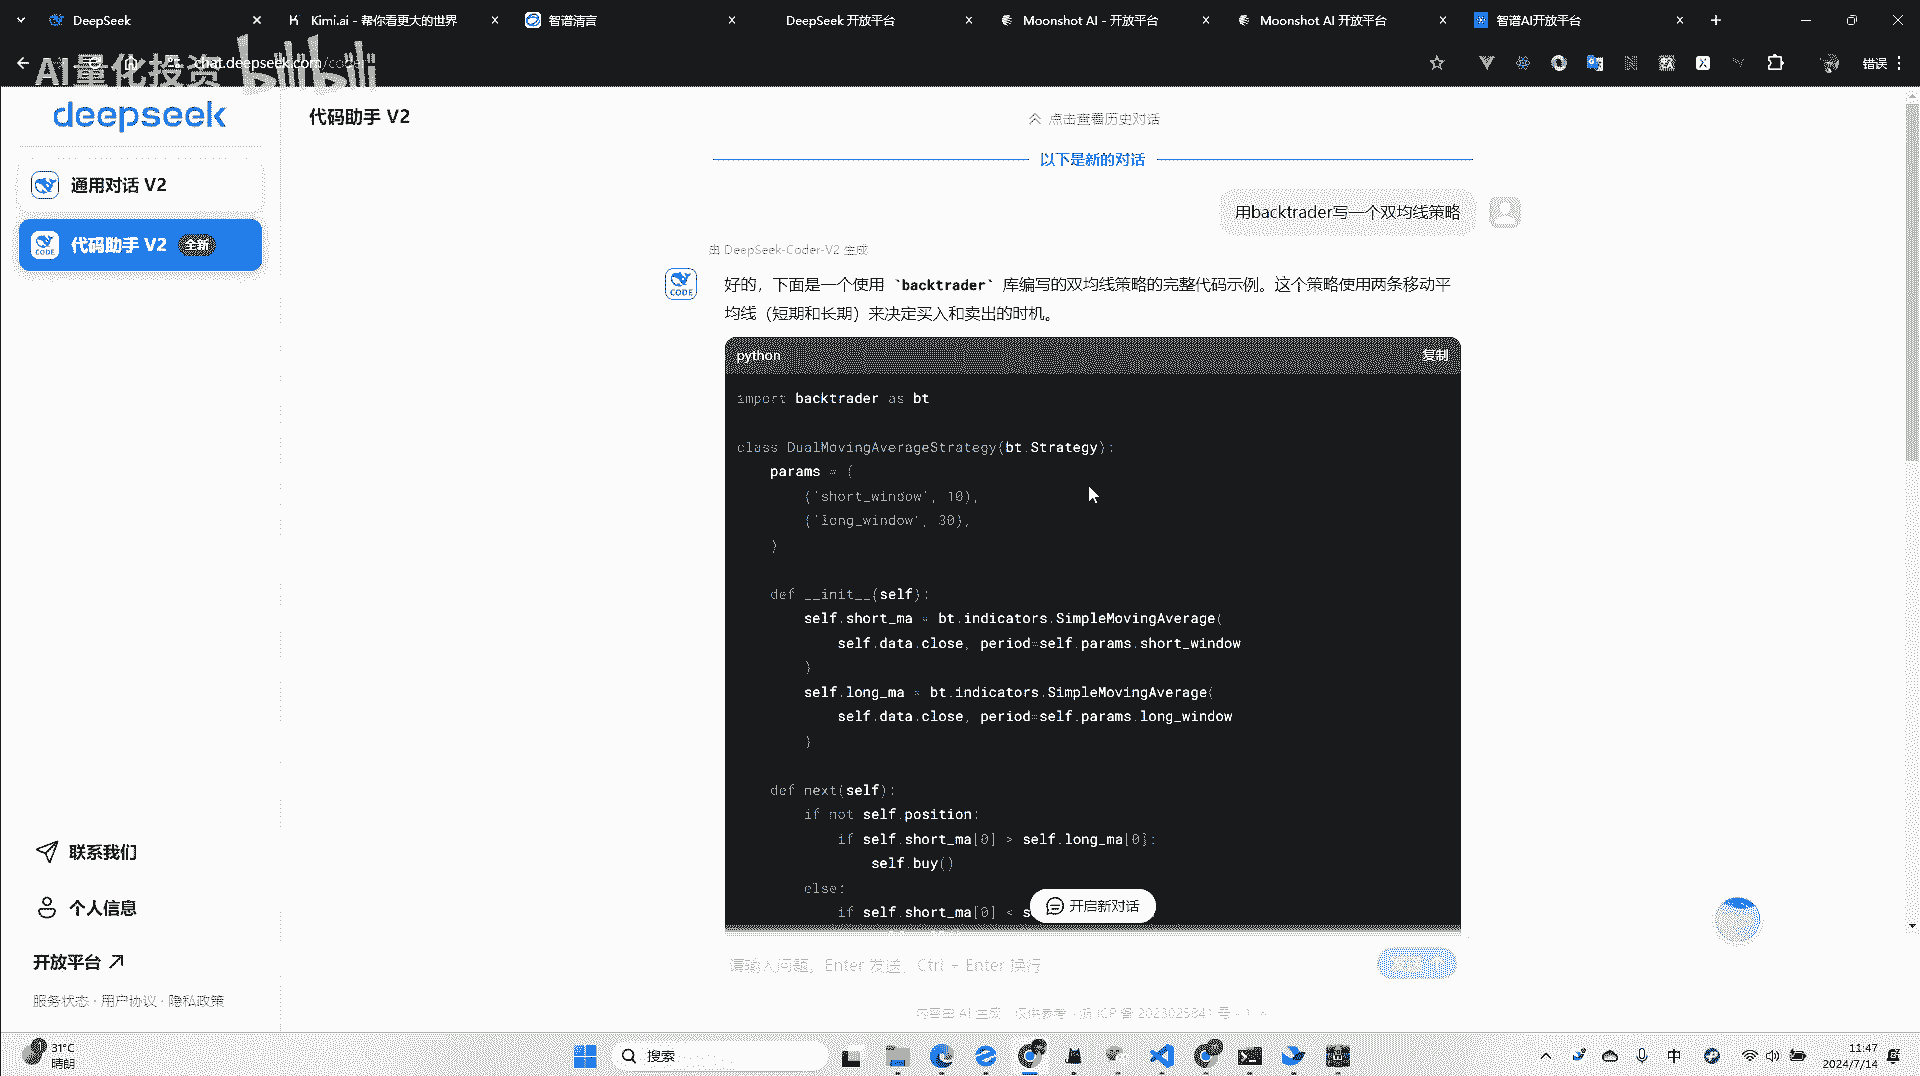 DeepSeek
Kimi.ai - 帮你看更大的世界
智谱清言
DeepSeek 开放平台
Moonshot AI - 开放平台
Moonshot AI 开放平台
智谱AI开放平台
AI量化投资 bilibili
chat.deepseek.com/coder
错误
deepseek
代码助手 V2
点击查看历史对话
以下是新的对话
通用对话 V2
代码助手 V2 全新
用backtrader写一个双均线策略
由 DeepSeek-Coder-V2 生成
好的，下面是一个使用 `backtrader` 库编写的双均线策略的完整代码示例。这个策略使用两条移动平
均线（短期和长期）来决定买入和卖出的时机。
python
复制
import backtrader as bt
class DualMovingAverageStrategy(bt.Strategy):
params = (
('short_window', 10),
('long_window', 30),
)
def __init__(self):
self.short_ma = bt.indicators.SimpleMovingAverage(
self.data.close, period=self.params.short_window
)
self.long_ma = bt.indicators.SimpleMovingAverage(
self.data.close, period=self.params.long_window
)
def next(self):
if not self.position:
if self.short_ma[0] > self.long_ma[0]:
self.buy()
else:
if self.short_ma[0] < s
开启新对话
联系我们
个人信息
开放平台
服务状态 · 用户协议 · 隐私政策
请输入问题，Enter 发送，Ctrl + Enter 换行
内容由 AI 生成，仅供参考
31°C
晴朗
搜索
中
11:47
2024/7/14